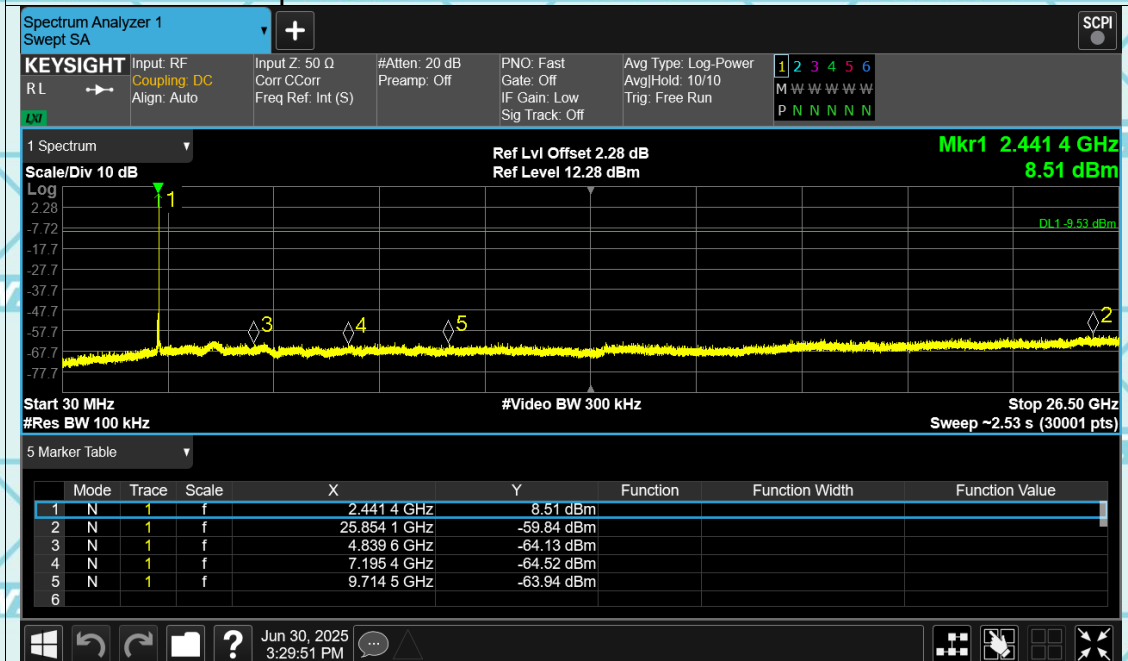 Spectrum Analyzer 1
Swept SA
+
SCPI
KEYSIGHT
RL
LXI
Input: RF
Coupling: DC
Align: Auto
Input Z: 50 Ω
Corr CCorr
Freq Ref: Int (S)
#Atten: 20 dB
Preamp: Off
PNO: Fast
Gate: Off
IF Gain: Low
Sig Track: Off
Avg Type: Log-Power
Avg|Hold: 10/10
Trig: Free Run
1 2 3 4 5 6
M W W W W W
P N N N N N
1 Spectrum
Ref Lvl Offset 2.28 dB
Mkr1 2.441 4 GHz
Scale/Div 10 dB
Ref Level 12.28 dBm
8.51 dBm
Log
1
2.28
-7.72
DL1 -9.53 dBm
-17.7
-27.7
-37.7
-47.7
2
3
4
5
-57.7
-67.7
-77.7
Start 30 MHz
#Video BW 300 kHz
Stop 26.50 GHz
#Res BW 100 kHz
Sweep ~2.53 s (30001 pts)
5 Marker Table
Mode Trace Scale X Y Function Function Width Function Value
1 N 1 f 2.441 4 GHz 8.51 dBm
2 N 1 f 25.854 1 GHz -59.84 dBm
3 N 1 f 4.839 6 GHz -64.13 dBm
4 N 1 f 7.195 4 GHz -64.52 dBm
5 N 1 f 9.714 5 GHz -63.94 dBm
6
?
Jun 30, 2025
3:29:51 PM